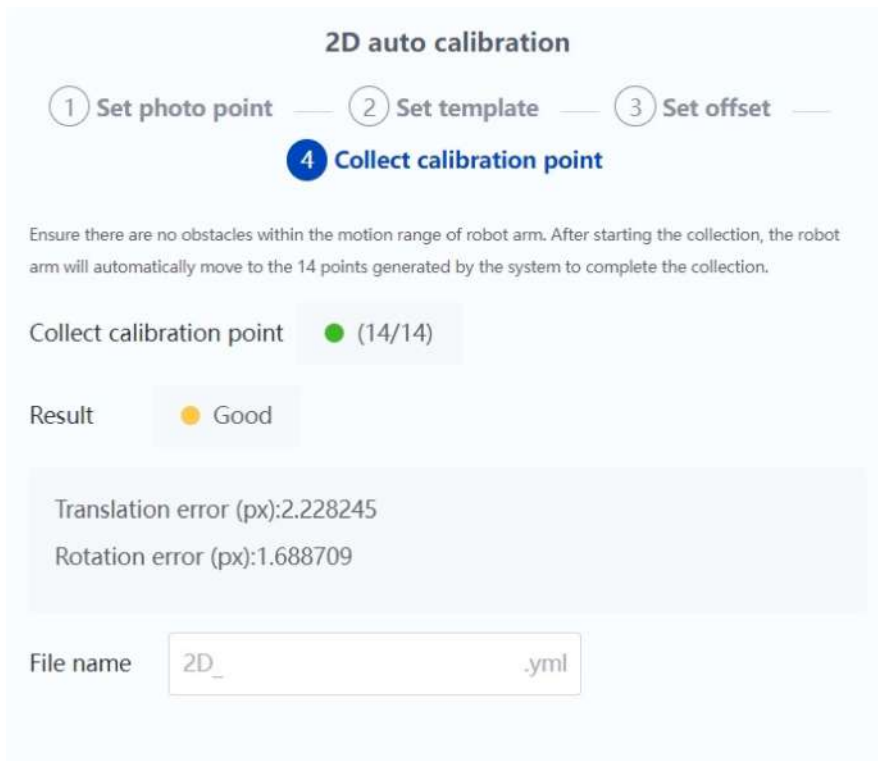 2D auto calibration
1 Set photo point 2 Set template 3 Set offset
4 Collect calibration point
Ensure there are no obstacles within the motion range of robot arm. After starting the collection, the robot
arm will automatically move to the 14 points generated by the system to complete the collection.
Collect calibration point (14/14)
Result Good
Translation error (px):2.228245
Rotation error (px):1.688709
File name 2D_ .yml